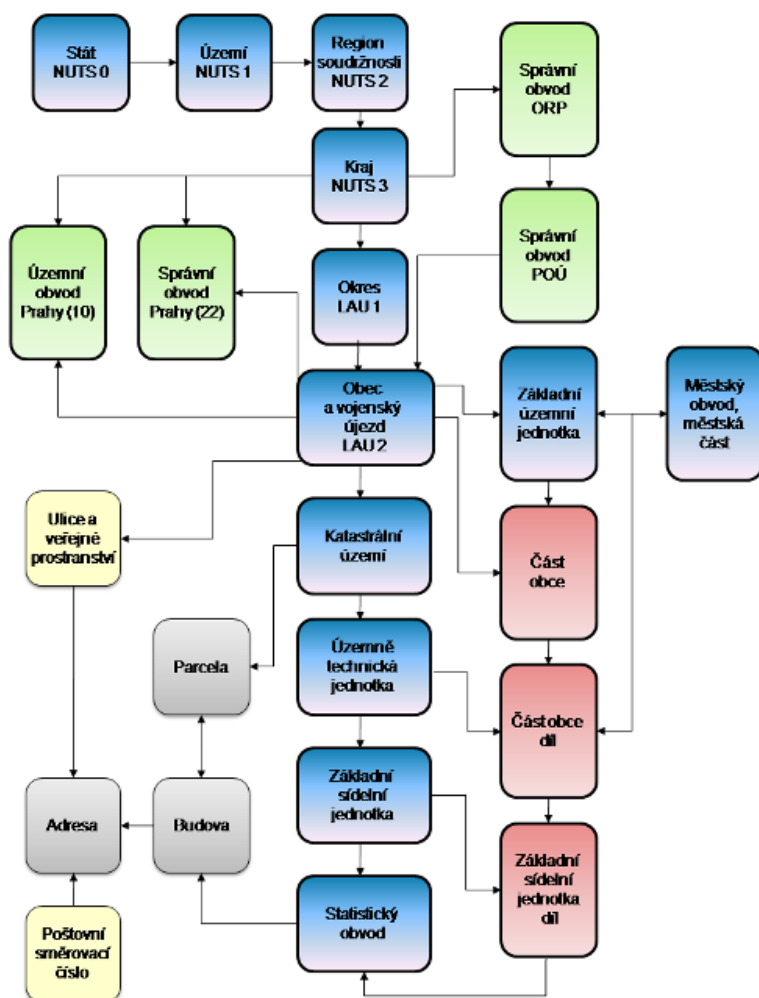 Stát
NUTS 0
Území
NUTS 1
Region
soudržnosti
NUTS 2
Správní
obvod
ORP
Kraj
NUTS 3
Územní
obvod
Prahy (10)
Správní
obvod
Prahy (22)
Okres
LAU 1
Správní
obvod
POÚ
Obec
a vojenský
újezd
LAU 2
Základní
územní
jednotka
Městský
obvod,
městská
část
Ulice a
veřejné
prostranství
Katastrální
území
Část
obce
Parcela
Územně
technická
jednotka
Část obce
díl
Adresa
Budova
Základní
sídelní
jednotka
Základní
sídelní
jednotka
díl
Poštovní
směrovací
číslo
Statistický
obvod